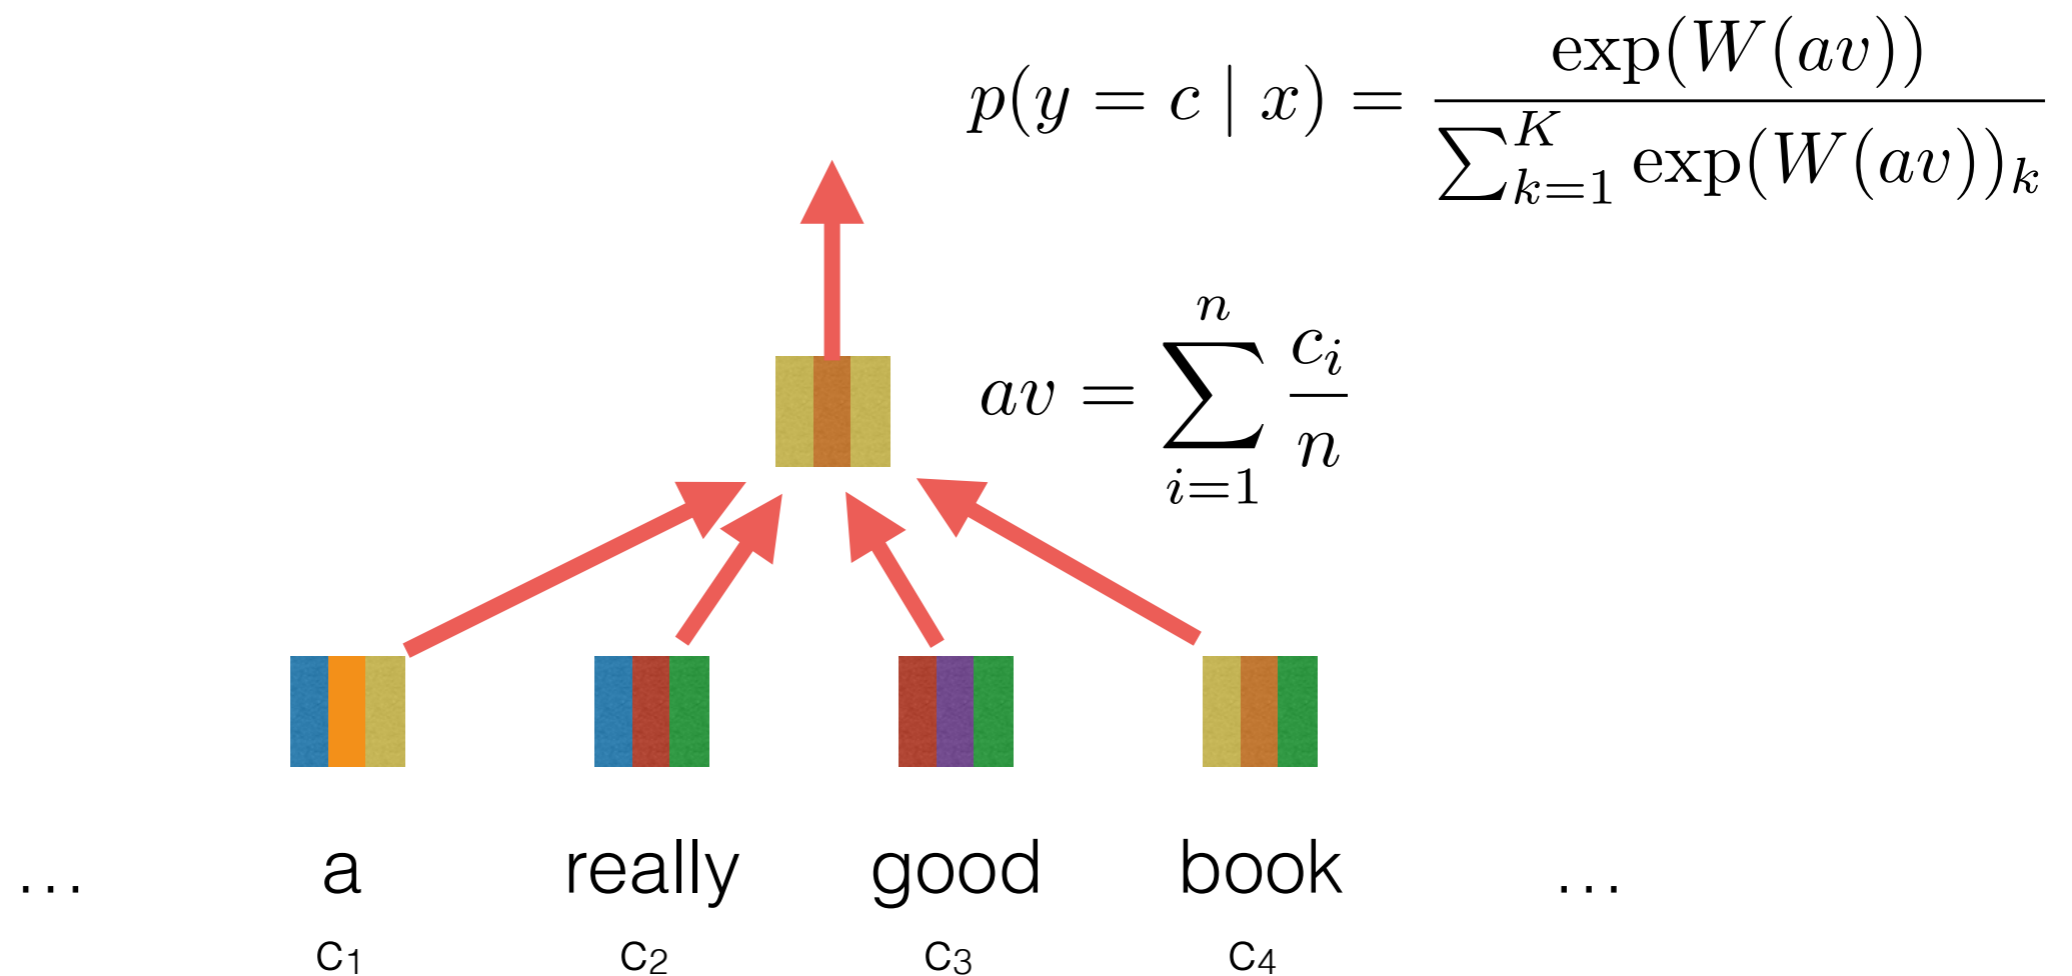 p(y = c | x) = exp(W(av)) / ∑_{k=1}^{K} exp(W(av))_k
av = ∑_{i=1}^{n} c_i / n
... a really good book ...
c₁ c₂ c₃ c₄